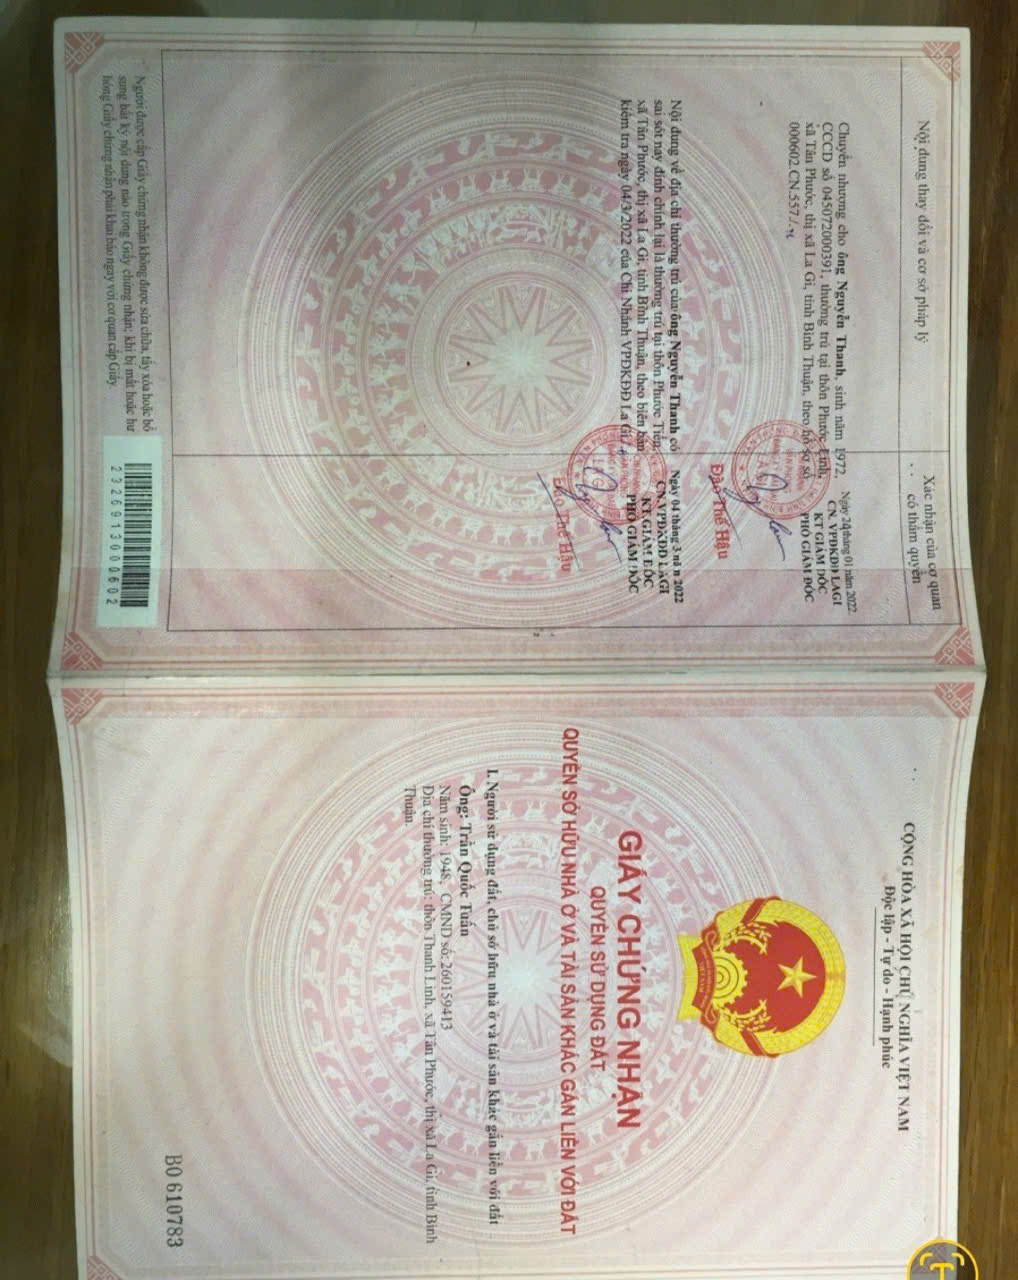 Nội dung thay đổi và cơ sở pháp lý
Xác nhận của cơ quan
có thẩm quyền
Chuyển nhượng cho ông Nguyễn Thanh, sinh năm 1972,
CCCD số 045072000391, thường trú tại thôn Phước Linh,
xã Tân Phước, thị xã La Gi, tỉnh Bình Thuận, theo hồ sơ số
000602.CN.557/
Ngày 24 tháng 01 năm 2022.
CN.VPĐKĐĐ LAGI
KT GIÁM ĐỐC
PHÓ GIÁM ĐỐC
Đào Thế Hậu
Nội dung về địa chỉ thường trú của ông Nguyễn Thanh có
sai sót nay đính chính lại là thường trú tại thôn Phước Tiến,
xã Tân Phước, thị xã La Gi, tỉnh Bình Thuận, theo biên bản
kiểm tra ngày 04/3/2022 của Chi Nhánh VPĐKĐĐ La Gi./.
Ngày 04 tháng 3 năm 2022
CN.VPĐKĐĐ LAGI
KT GIÁM ĐỐC
PHÓ GIÁM ĐỐC
Đào Thế Hậu
Người được cấp Giấy chứng nhận không được sửa chữa, tẩy xóa hoặc bổ
sung bất kỳ nội dung nào trong Giấy chứng nhận; khi bị mất hoặc hư
hỏng Giấy chứng nhận phải khai báo ngay với cơ quan cấp Giấy.
2326913000602
CỘNG HÒA XÃ HỘI CHỦ NGHĨA VIỆT NAM
Độc lập - Tự do - Hạnh phúc
GIẤY CHỨNG NHẬN
QUYỀN SỬ DỤNG ĐẤT
QUYỀN SỞ HỮU NHÀ Ở VÀ TÀI SẢN KHÁC GẮN LIỀN VỚI ĐẤT
I. Người sử dụng đất, chủ sở hữu nhà ở và tài sản khác gắn liền với đất
Ông: Trần Quốc Tuấn
Năm sinh: 1948, CMND số: 260159413
Địa chỉ thường trú: thôn Thanh Linh, xã Tân Phước, thị xã La Gi, tỉnh Bình
Thuận.
BO 610783